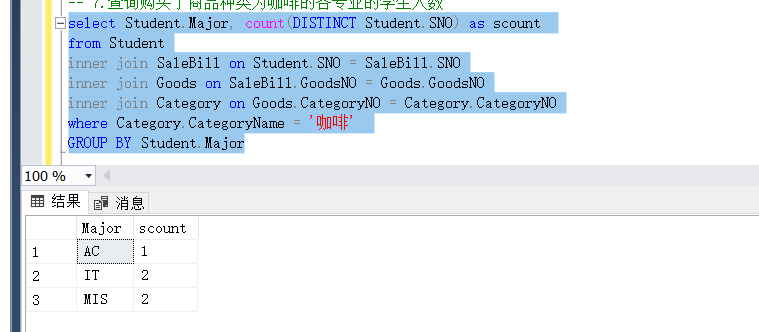 -- 7.查询购买了商品种类为咖啡的各专业的学生人数
select Student.Major, count(DISTINCT Student.SNO) as scount
from Student
inner join SaleBill on Student.SNO = SaleBill.SNO
inner join Goods on SaleBill.GoodsNO = Goods.GoodsNO
inner join Category on Goods.CategoryNO = Category.CategoryNO
where Category.CategoryName = '咖啡'
GROUP BY Student.Major
100 %
结果 消息
Major scount
1 AC 1
2 IT 2
3 MIS 2